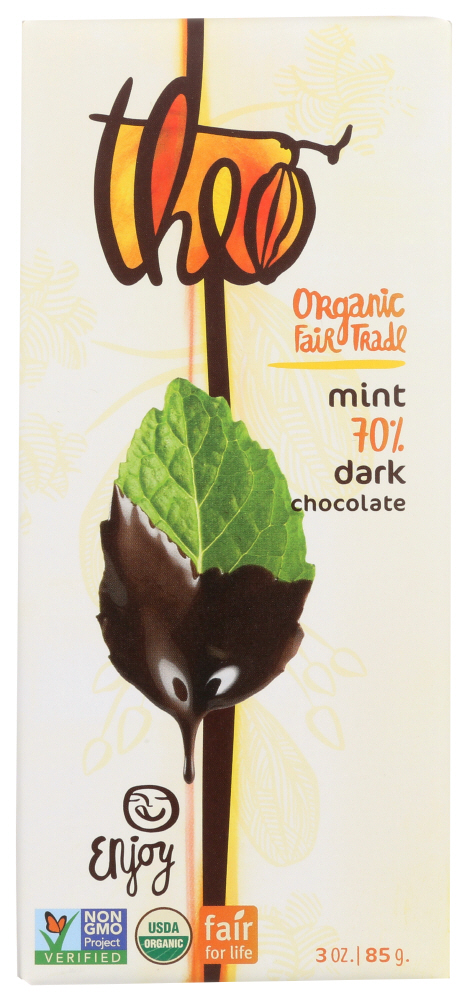 theo
Organic
Fair Trade
mint
70%
dark
chocolate
Enjoy
NON
GMO
Project
VERIFIED
USDA
ORGANIC
fair
for life
3 OZ. | 85 g.